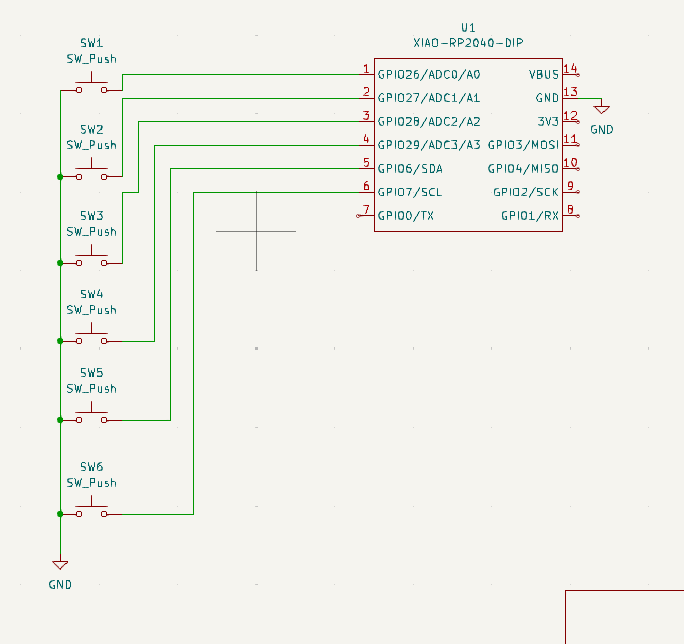 U1
XIAO-RP2040-DIP
SW1
SW_Push
1 GPIO26/ADC0/A0 VBUS 14
2 GPIO27/ADC1/A1 GND 13
3 GPIO28/ADC2/A2 3V3 12
4 GPIO29/ADC3/A3 GPIO3/MOSI 11
5 GPIO6/SDA GPIO4/MISO 10
6 GPIO7/SCL GPIO2/SCK 9
7 GPIO0/TX GPIO1/RX 8
GND
SW2
SW_Push
SW3
SW_Push
SW4
SW_Push
SW5
SW_Push
SW6
SW_Push
GND